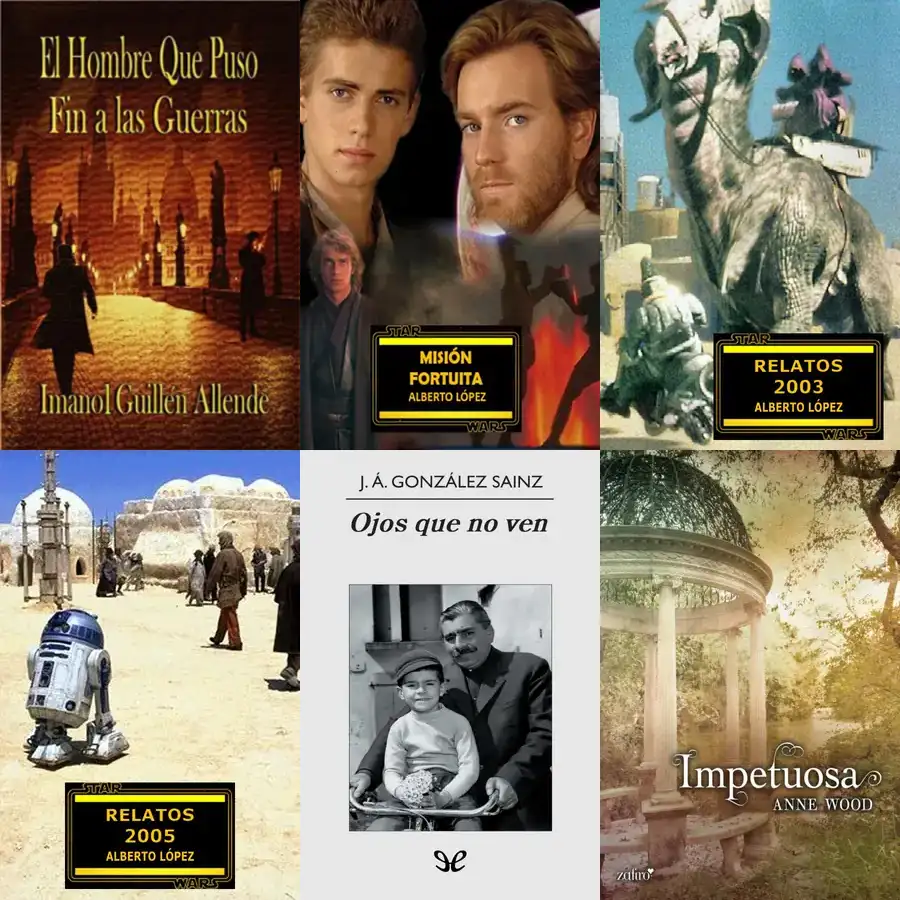 El Hombre Que Puso
Fin a las Guerras
Imanol Guillén Allende
STAR
MISIÓN
FORTUITA
ALBERTO LÓPEZ
WARS
STAR
RELATOS
2003
ALBERTO LÓPEZ
WARS
STAR
RELATOS
2005
ALBERTO LÓPEZ
WARS
J. Á. GONZÁLEZ SAINZ
Ojos que no ven
Impetuosa
ANNE WOOD
zafiro